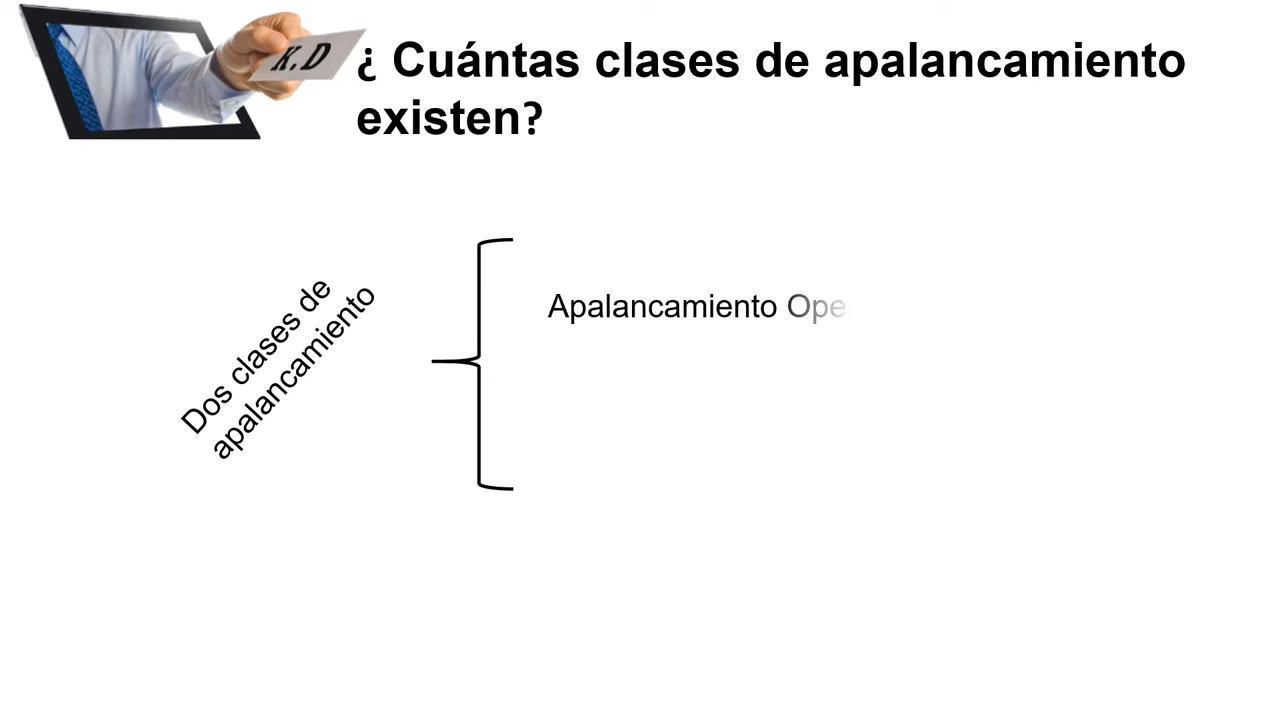 K.D
¿ Cuántas clases de apalancamiento
existen?
Dos clases de
apalancamiento
Apalancamiento Ope